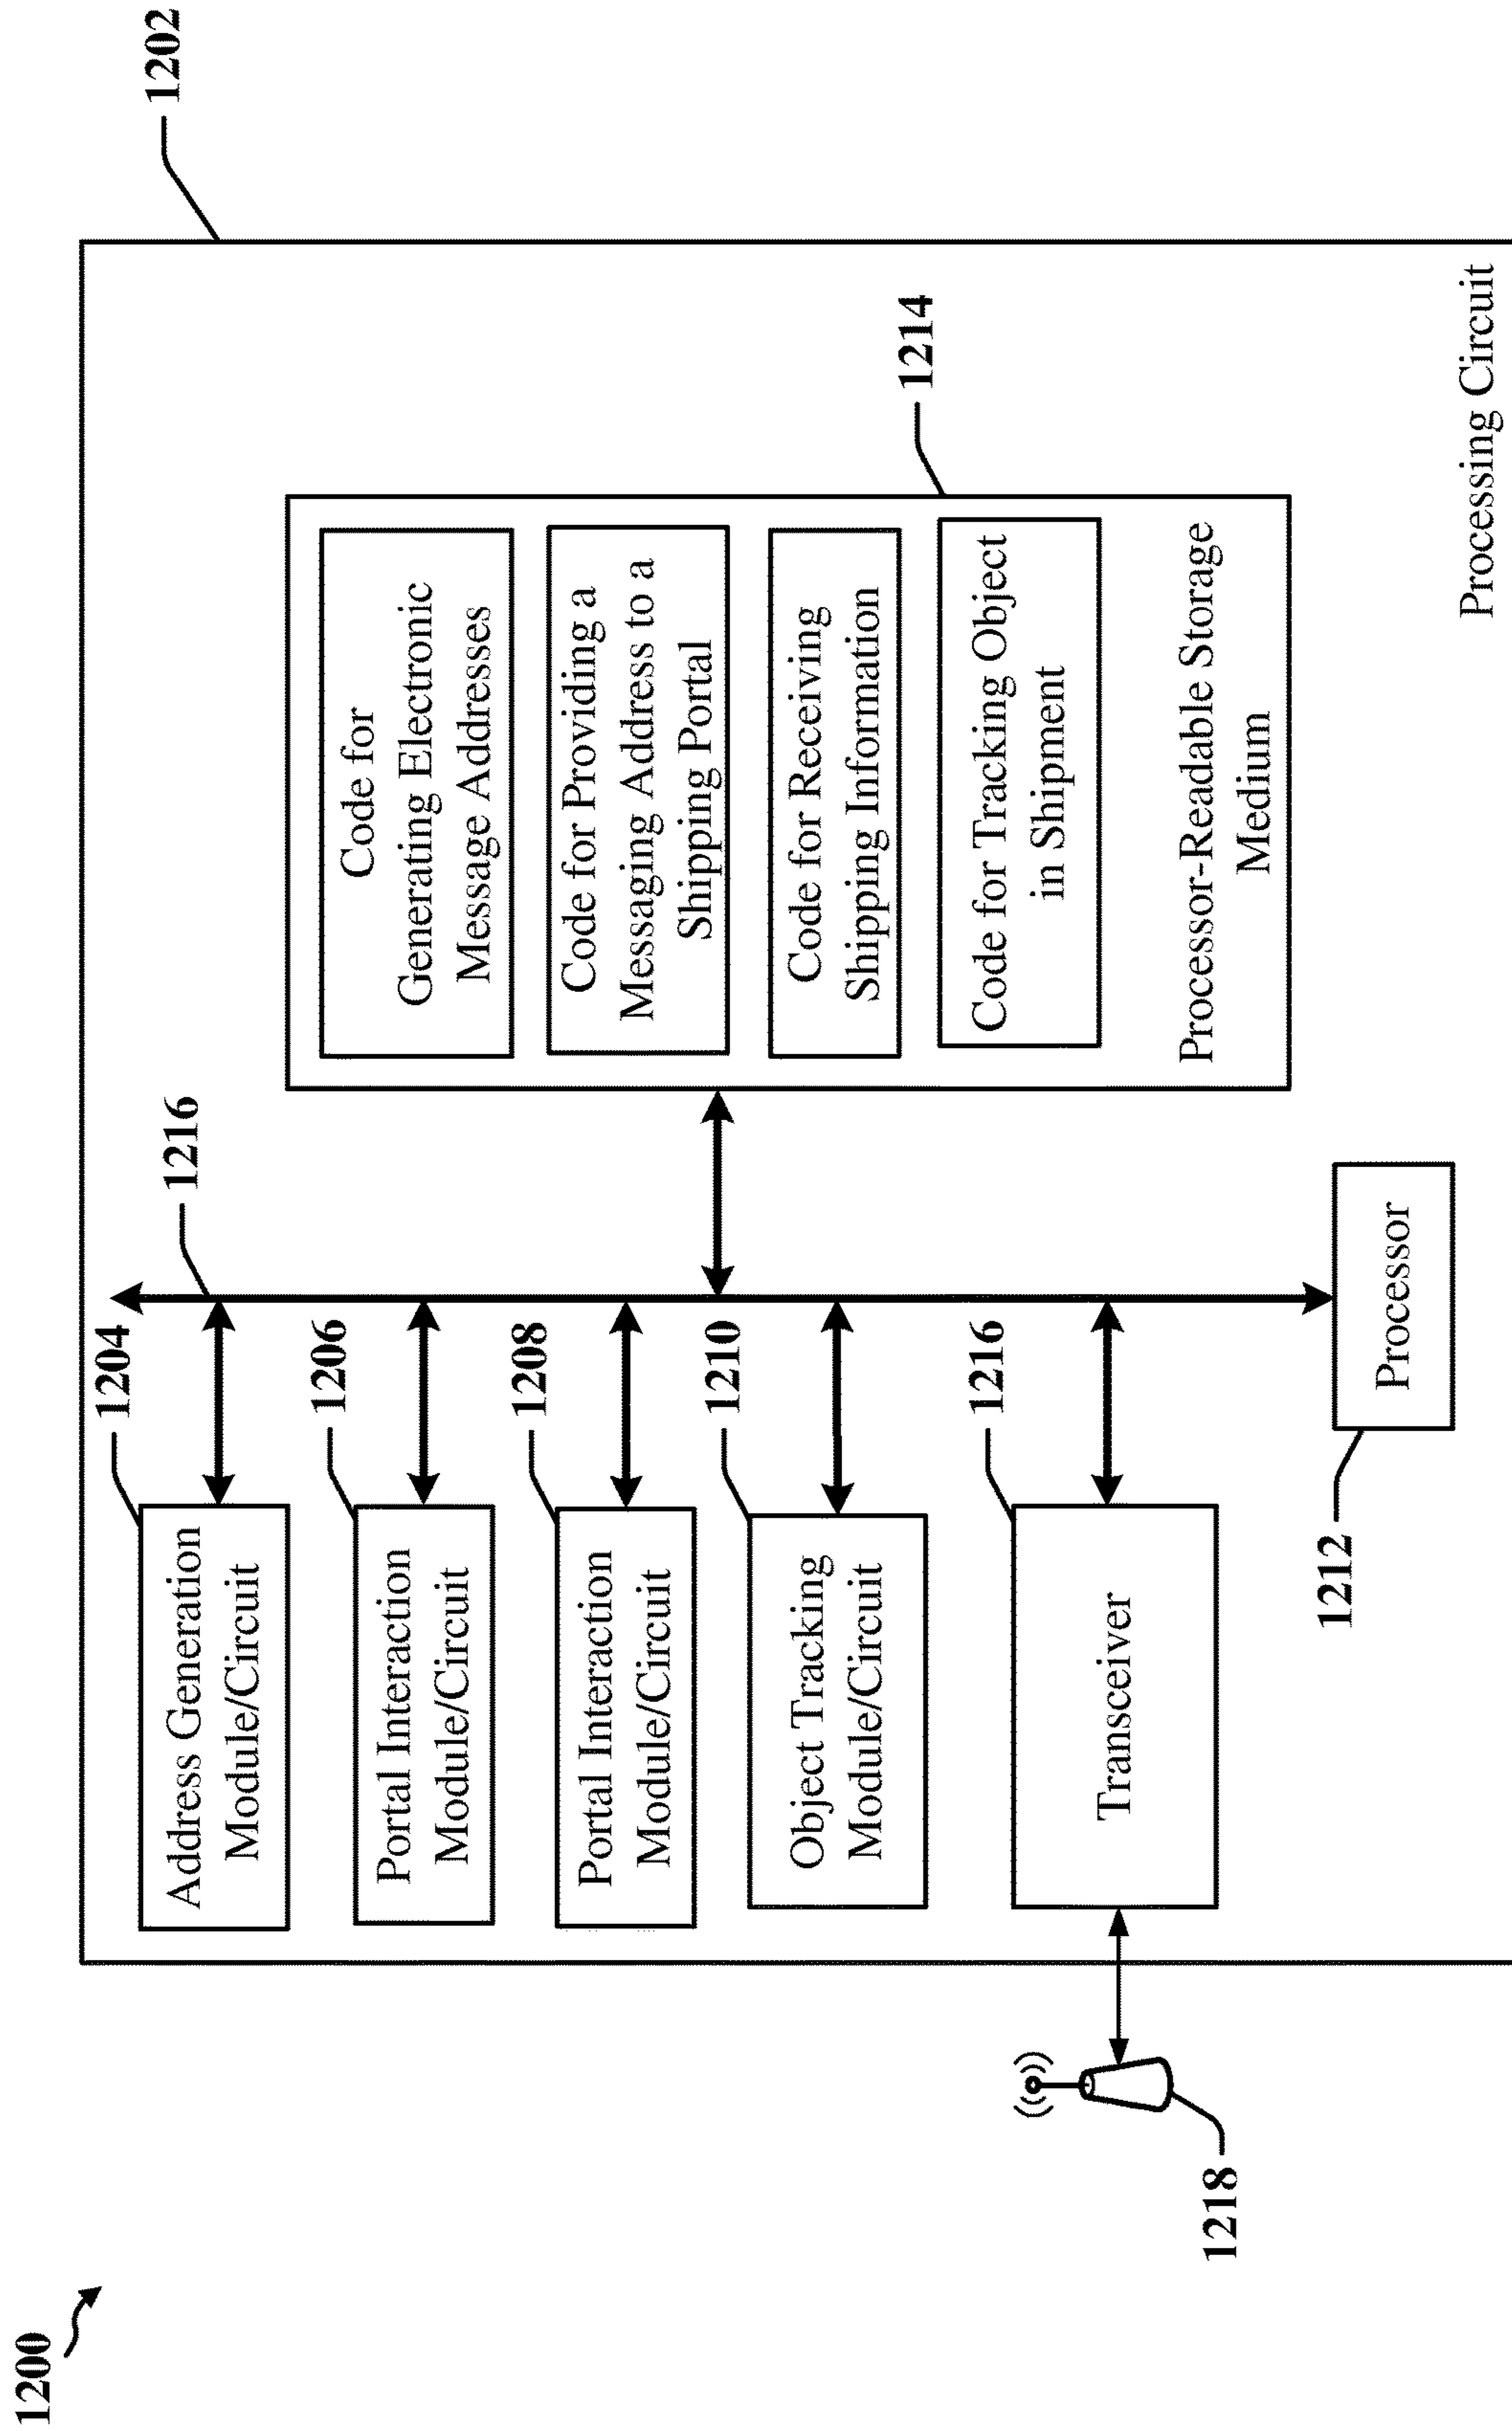 1200
1202
1204
Address Generation
Module/Circuit
1206
Portal Interaction
Module/Circuit
1208
Portal Interaction
Module/Circuit
1210
Object Tracking
Module/Circuit
1216
Transceiver
1218
1216
1212
Processor
1214
Code for
Generating Electronic
Message Addresses
Code for Providing a
Messaging Address to a
Shipping Portal
Code for Receiving
Shipping Information
Code for Tracking Object
in Shipment
Processor-Readable Storage
Medium
Processing Circuit